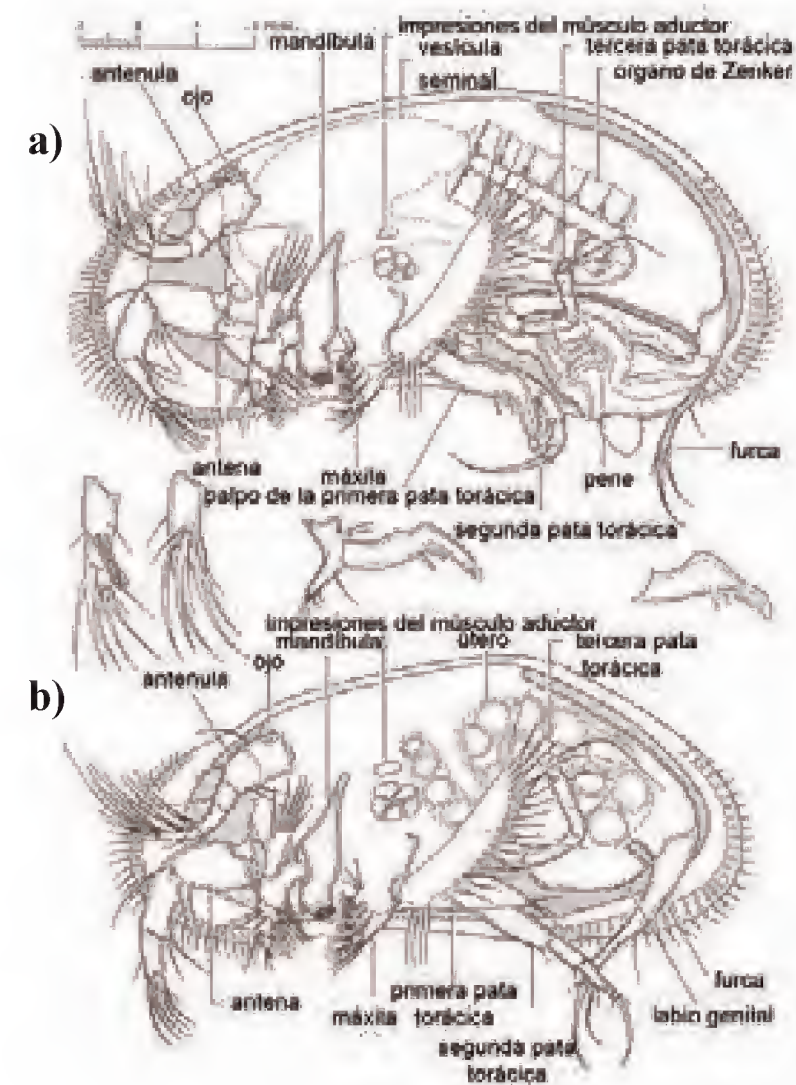 impresiones del músculo aductor
mandíbula
vesícula
seminal
tercera pata torácica
órgano de Zenker
antenula
ojo
a)
antena
máxila
palpo de la primera pata torácica
pene
furca
segunda pata torácica
impresiones del músculo aductor
mandíbula
útero
tercera pata
torácica
ojo
antenula
b)
antena
máxila
primera pata
torácica
segunda pata
torácica
furca
labio genital